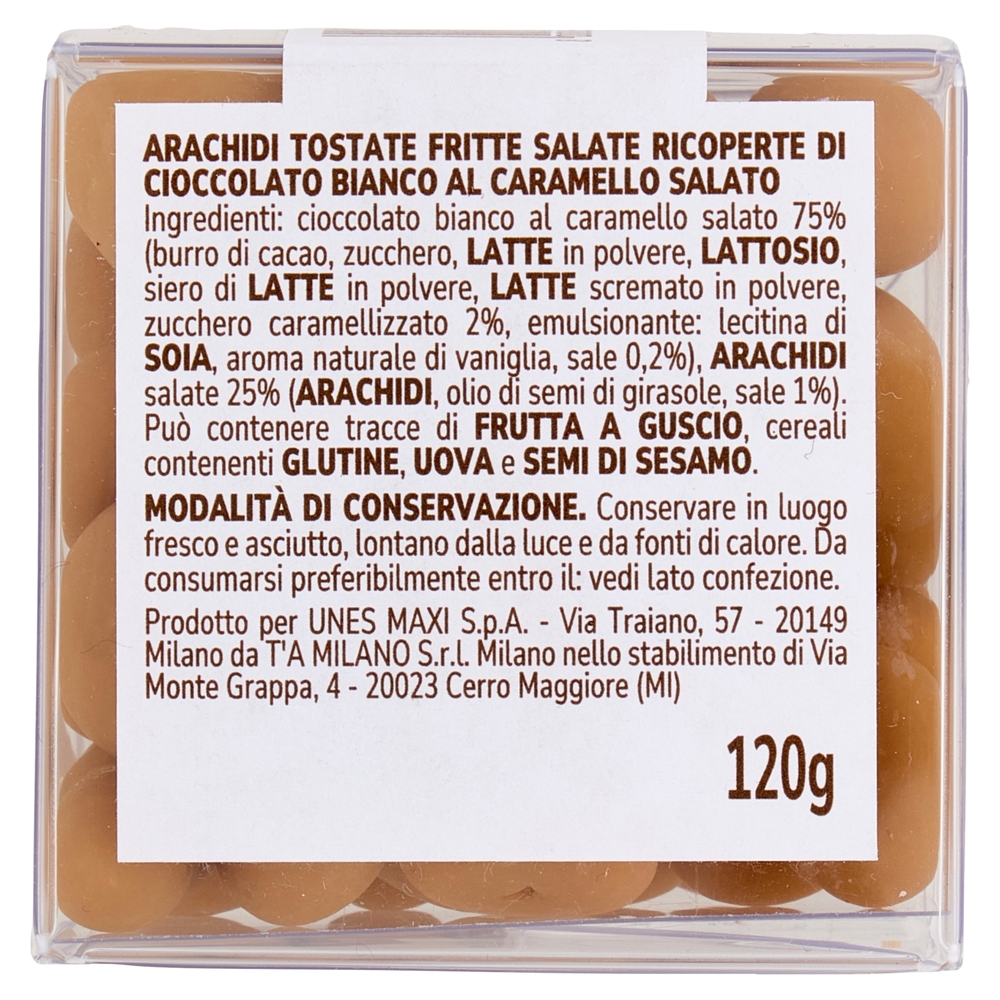 ARACHIDI TOSTATE FRITTE SALATE RICOPERTE DI
CIOCCOLATO BIANCO AL CARAMELLO SALATO
Ingredienti: cioccolato bianco al caramello salato 75%
(burro di cacao, zucchero, LATTE in polvere, LATTOSIO,
siero di LATTE in polvere, LATTE scremato in polvere,
zucchero caramellizzato 2%, emulsionante: lecitina di
SOIA, aroma naturale di vaniglia, sale 0,2%), ARACHIDI
salate 25% (ARACHIDI, olio di semi di girasole, sale 1%).
Può contenere tracce di FRUTTA A GUSCIO, cereali
contenenti GLUTINE, UOVA e SEMI DI SESAMO.
MODALITÀ DI CONSERVAZIONE. Conservare in luogo
fresco e asciutto, lontano dalla luce e da fonti di calore. Da
consumarsi preferibilmente entro il: vedi lato confezione.
Prodotto per UNES MAXI S.p.A. - Via Traiano, 57 - 20149
Milano da T'A MILANO S.r.l. Milano nello stabilimento di Via
Monte Grappa, 4 - 20023 Cerro Maggiore (MI)
120g